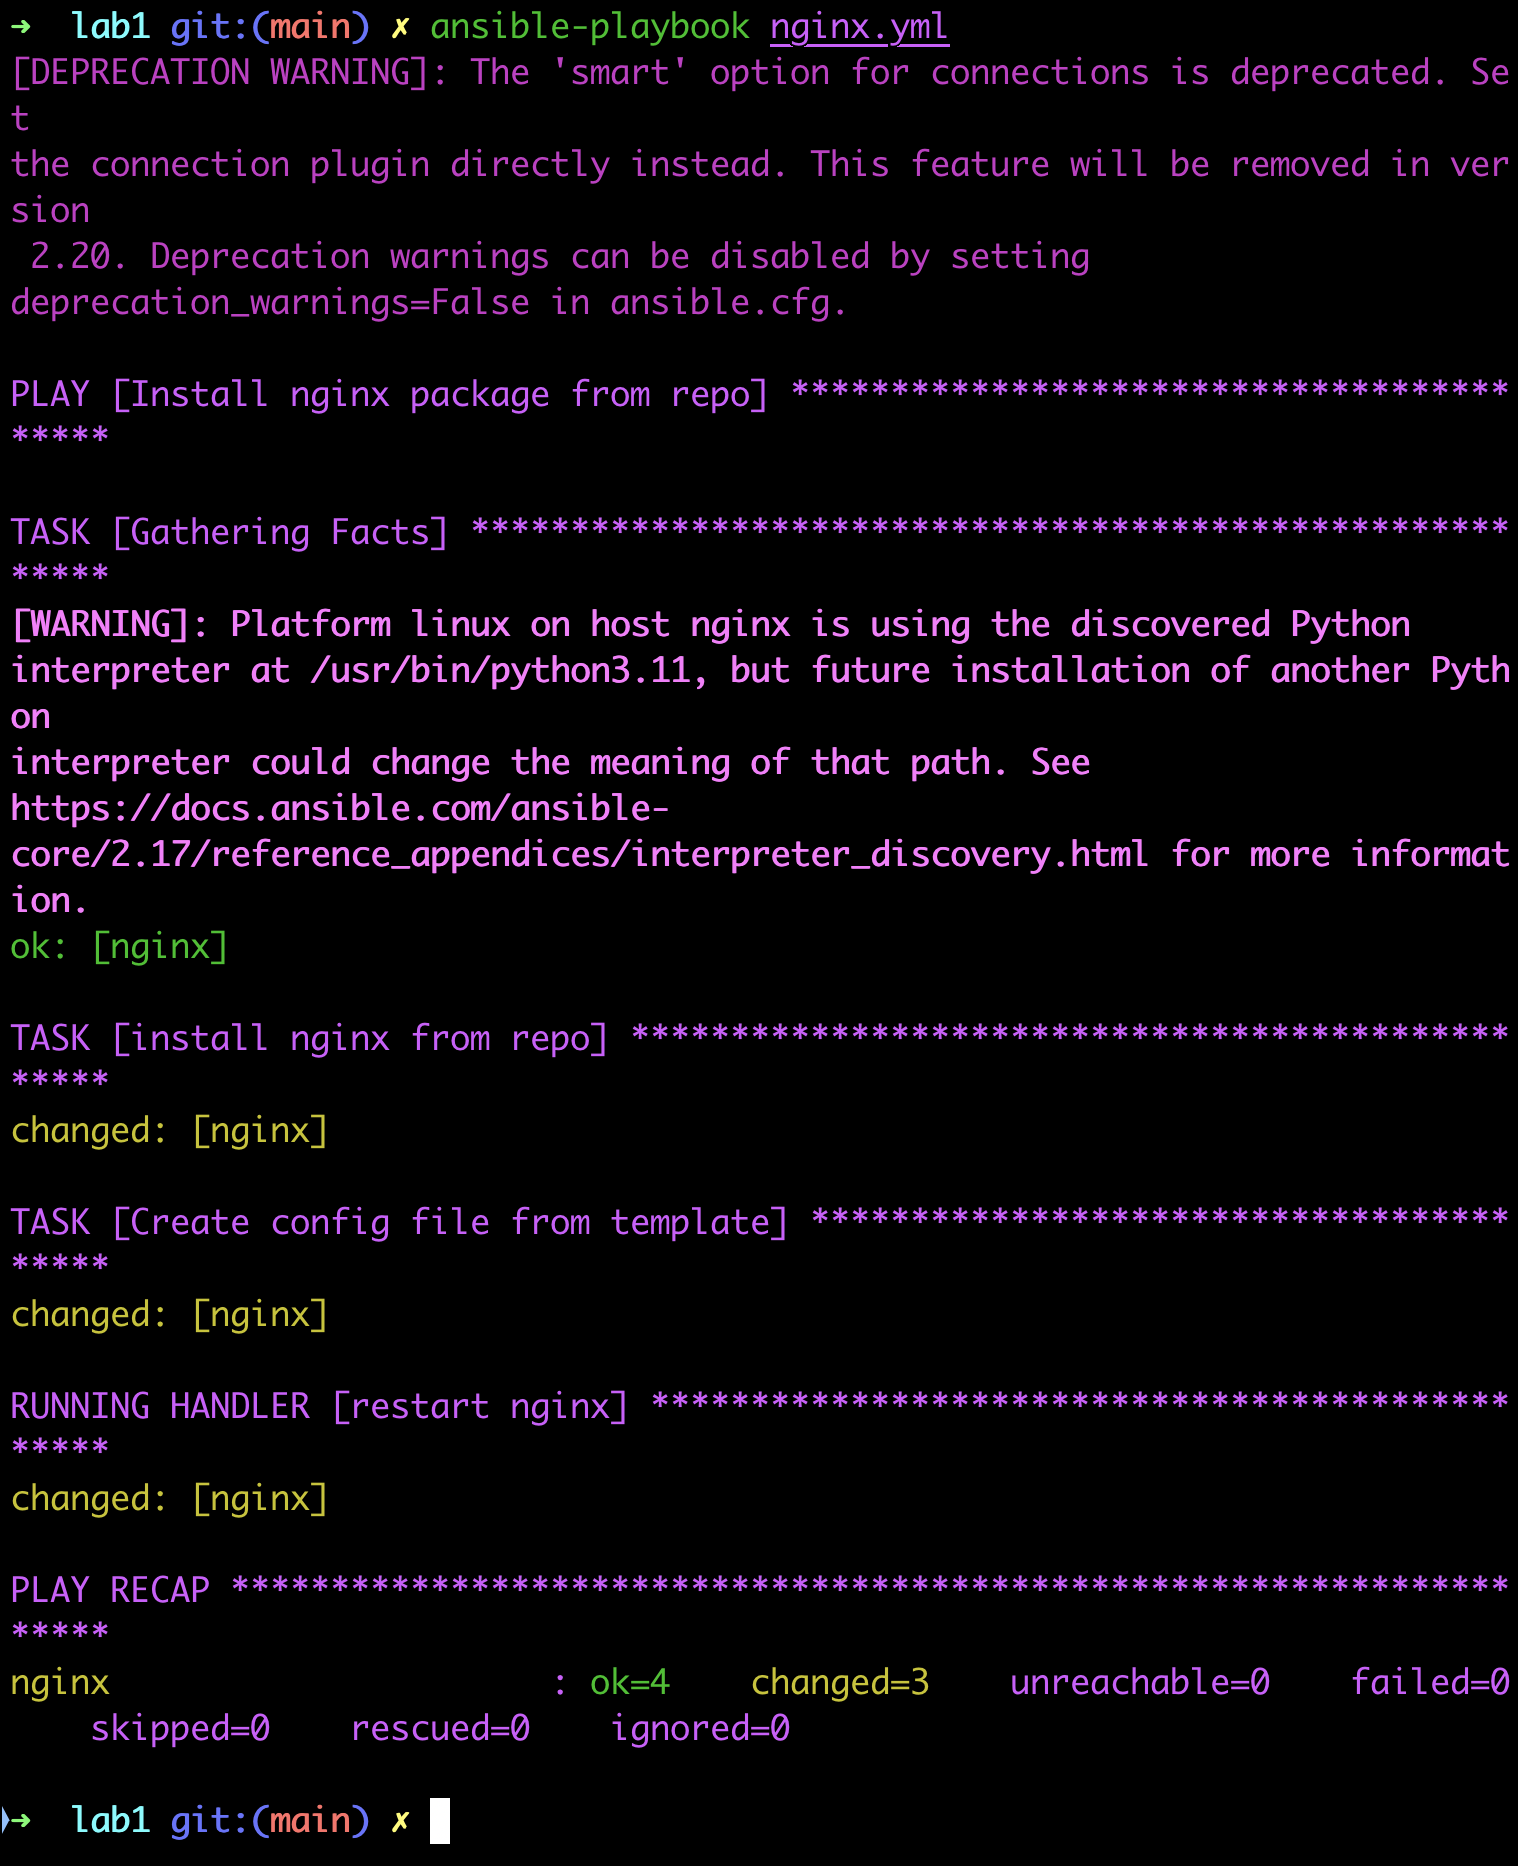 ➜  lab1 git:(main) ✗ ansible-playbook nginx.yml
[DEPRECATION WARNING]: The 'smart' option for connections is deprecated. Se
t
the connection plugin directly instead. This feature will be removed in ver
sion
 2.20. Deprecation warnings can be disabled by setting
deprecation_warnings=False in ansible.cfg.

PLAY [Install nginx package from repo] ************************************
*****

TASK [Gathering Facts] ****************************************************
*****
[WARNING]: Platform linux on host nginx is using the discovered Python
interpreter at /usr/bin/python3.11, but future installation of another Pyth
on
interpreter could change the meaning of that path. See
https://docs.ansible.com/ansible-
core/2.17/reference_appendices/interpreter_discovery.html for more informat
ion.
ok: [nginx]

TASK [install nginx from repo] ********************************************
*****
changed: [nginx]

TASK [Create config file from template] ***********************************
*****
changed: [nginx]

RUNNING HANDLER [restart nginx] *******************************************
*****
changed: [nginx]

PLAY RECAP ****************************************************************
*****
nginx                      : ok=4    changed=3    unreachable=0    failed=0
    skipped=0    rescued=0    ignored=0

➜  lab1 git:(main) ✗